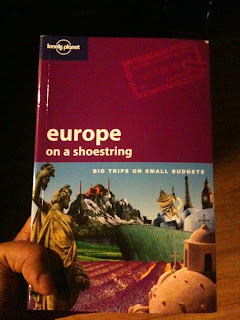 lonely planet
europe
on a shoestring
BIG TRIPS ON SMALL BUDGETS